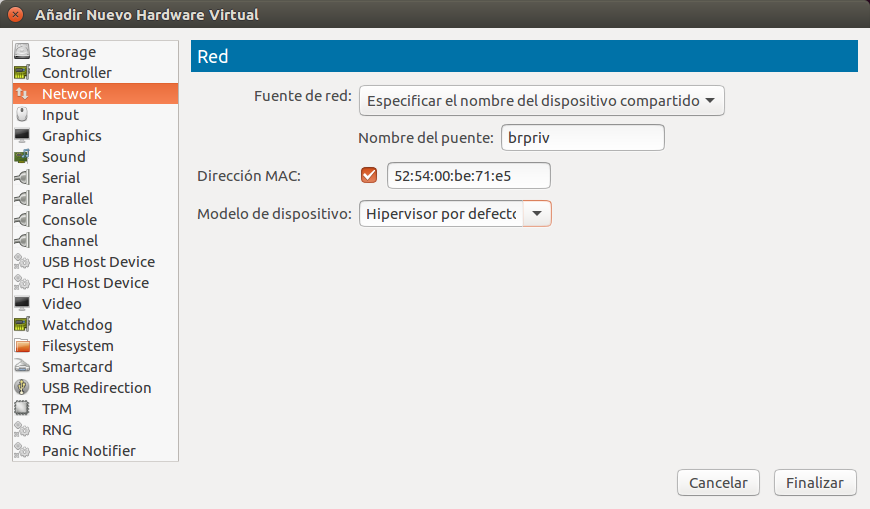 Añadir Nuevo Hardware Virtual
Storage
Controller
Network
Input
Graphics
Sound
Serial
Parallel
Console
Channel
USB Host Device
PCI Host Device
Video
Watchdog
Filesystem
Smartcard
USB Redirection
TPM
RNG
Panic Notifier
Red
Fuente de red: Especificar el nombre del dispositivo compartido
Nombre del puente: brpriv
Dirección MAC: 52:54:00:be:71:e5
Modelo de dispositivo: Hipervisor por defecto
Cancelar Finalizar